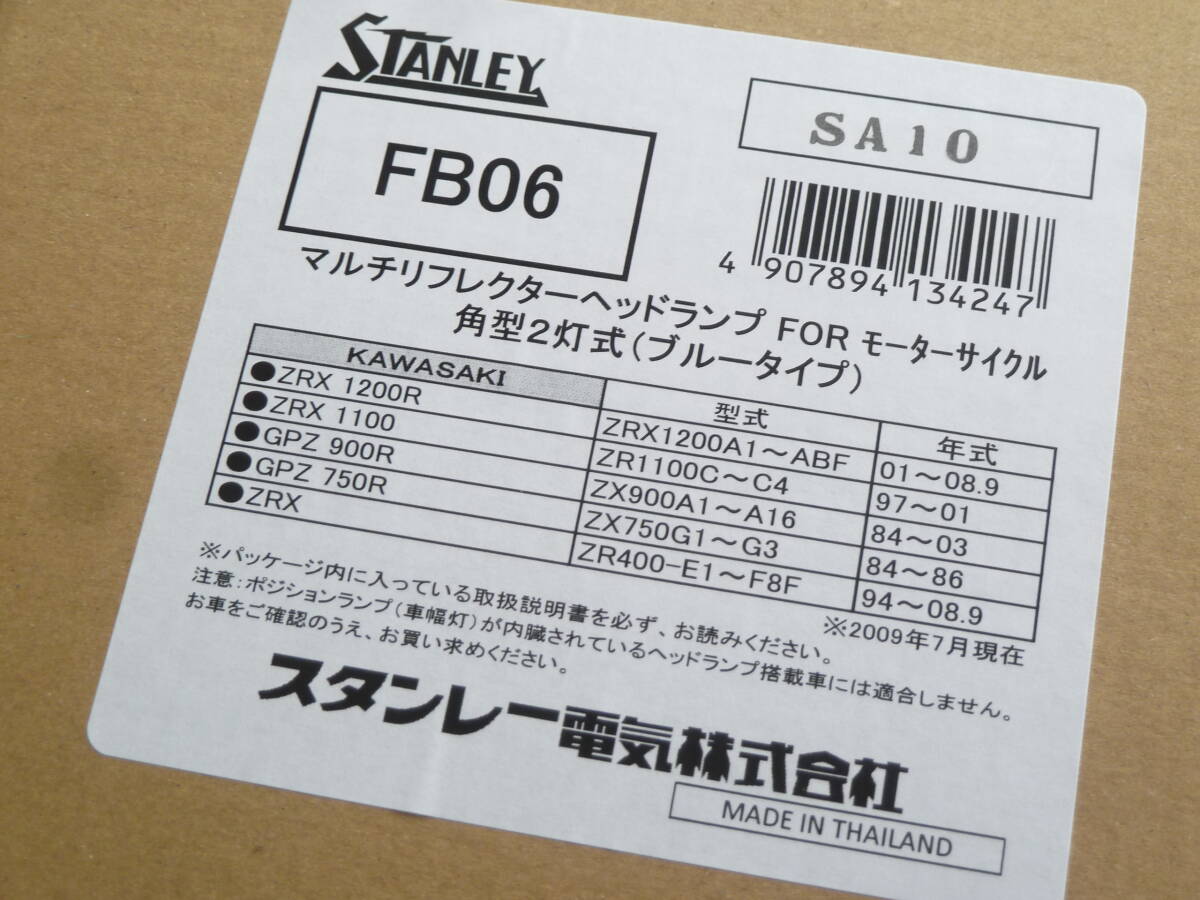 STANLEY
SA10
FB06
4 907894 134247
マルチリフレクターヘッドランプ FOR モーターサイクル
角型2灯式(ブルータイプ)
KAWASAKI 型式 年式
●ZRX 1200R ZRX1200A1～ABF 01～08.9
●ZRX 1100 ZR1100C～C4 97～01
●GPZ 900R ZX900A1～A16 84～03
●GPZ 750R ZX750G1～G3 84～86
●ZRX ZR400-E1～F8F 94～08.9
※2009年7月現在
※パッケージ内に入っている取扱説明書を必ず、お読みください。
注意:ポジションランプ(車幅灯)が内臓されているヘッドランプ搭載車には適合しません。
お車をご確認のうえ、お買い求めください。
スタンレー電気株式会社
MADE IN THAILAND